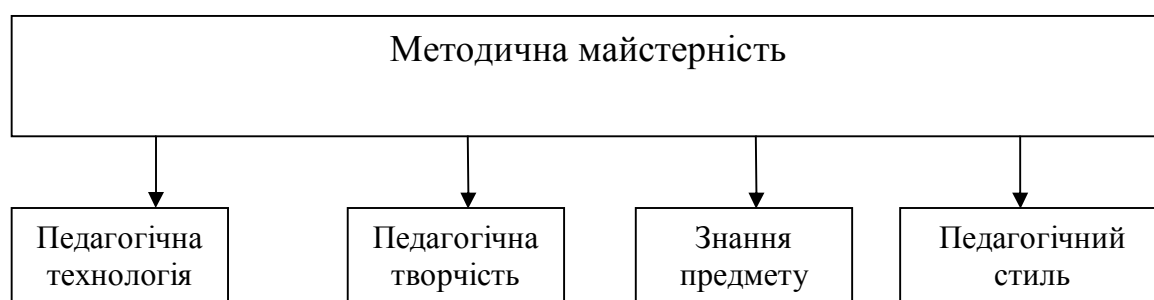 Методична майстерність
Педагогічна
технологія
Педагогічна
творчість
Знання
предмету
Педагогічний
стиль